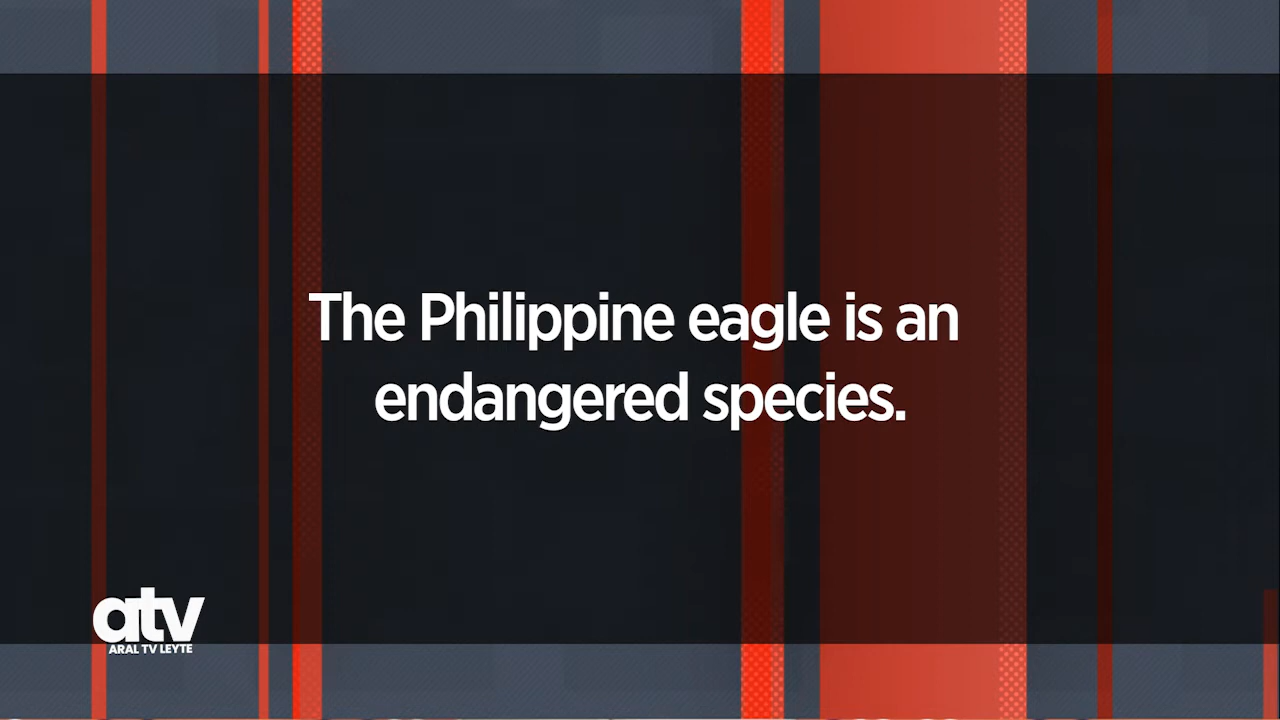 The Philippine eagle is an
endangered species.
atv
ARAL TV LEYTE